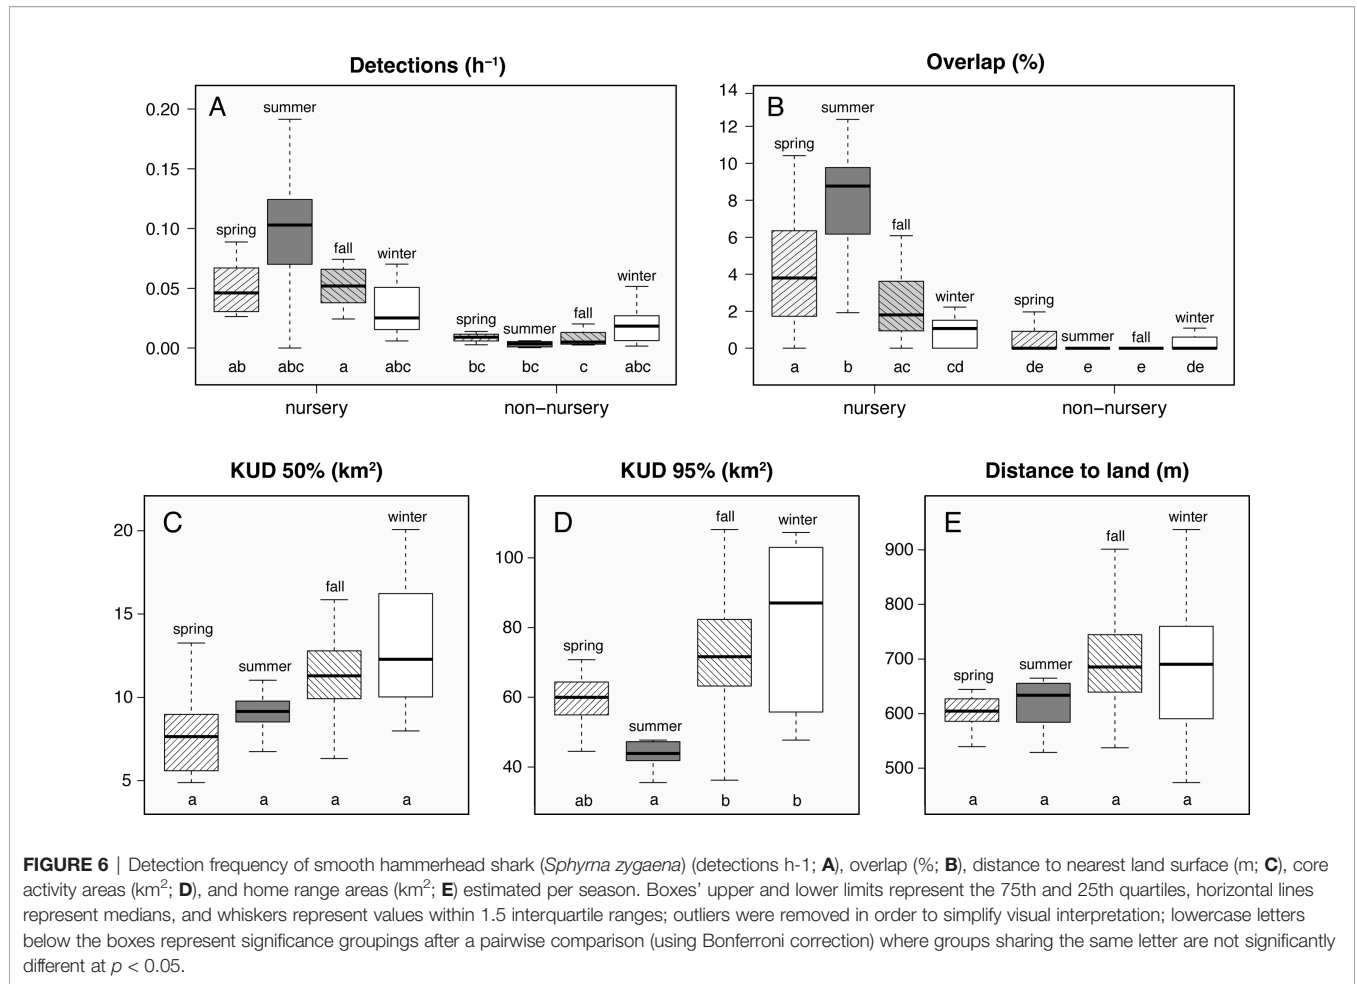 Detections (h⁻¹)
Overlap (%)
A
0.20
0.15
0.10
0.05
0.00
spring
summer
fall
winter
spring
summer
fall
winter
ab abc a abc bc bc c abc
nursery non−nursery
B
14
12
10
8
6
4
2
0
spring
summer
fall
winter
spring
summer
fall
winter
a b ac cd de e e de
nursery non−nursery
KUD 50% (km²)
KUD 95% (km²)
Distance to land (m)
C
20
15
10
5
spring
summer
fall
winter
a a a a
D
100
80
60
40
spring
summer
fall
winter
ab a b b
E
900
800
700
600
500
spring
summer
fall
winter
a a a a
FIGURE 6 | Detection frequency of smooth hammerhead shark (Sphyrna zygaena) (detections h-1; A), overlap (%; B), distance to nearest land surface (m; C), core
activity areas (km²; D), and home range areas (km²; E) estimated per season. Boxes' upper and lower limits represent the 75th and 25th quartiles, horizontal lines
represent medians, and whiskers represent values within 1.5 interquartile ranges; outliers were removed in order to simplify visual interpretation; lowercase letters
below the boxes represent significance groupings after a pairwise comparison (using Bonferroni correction) where groups sharing the same letter are not significantly
different at p < 0.05.